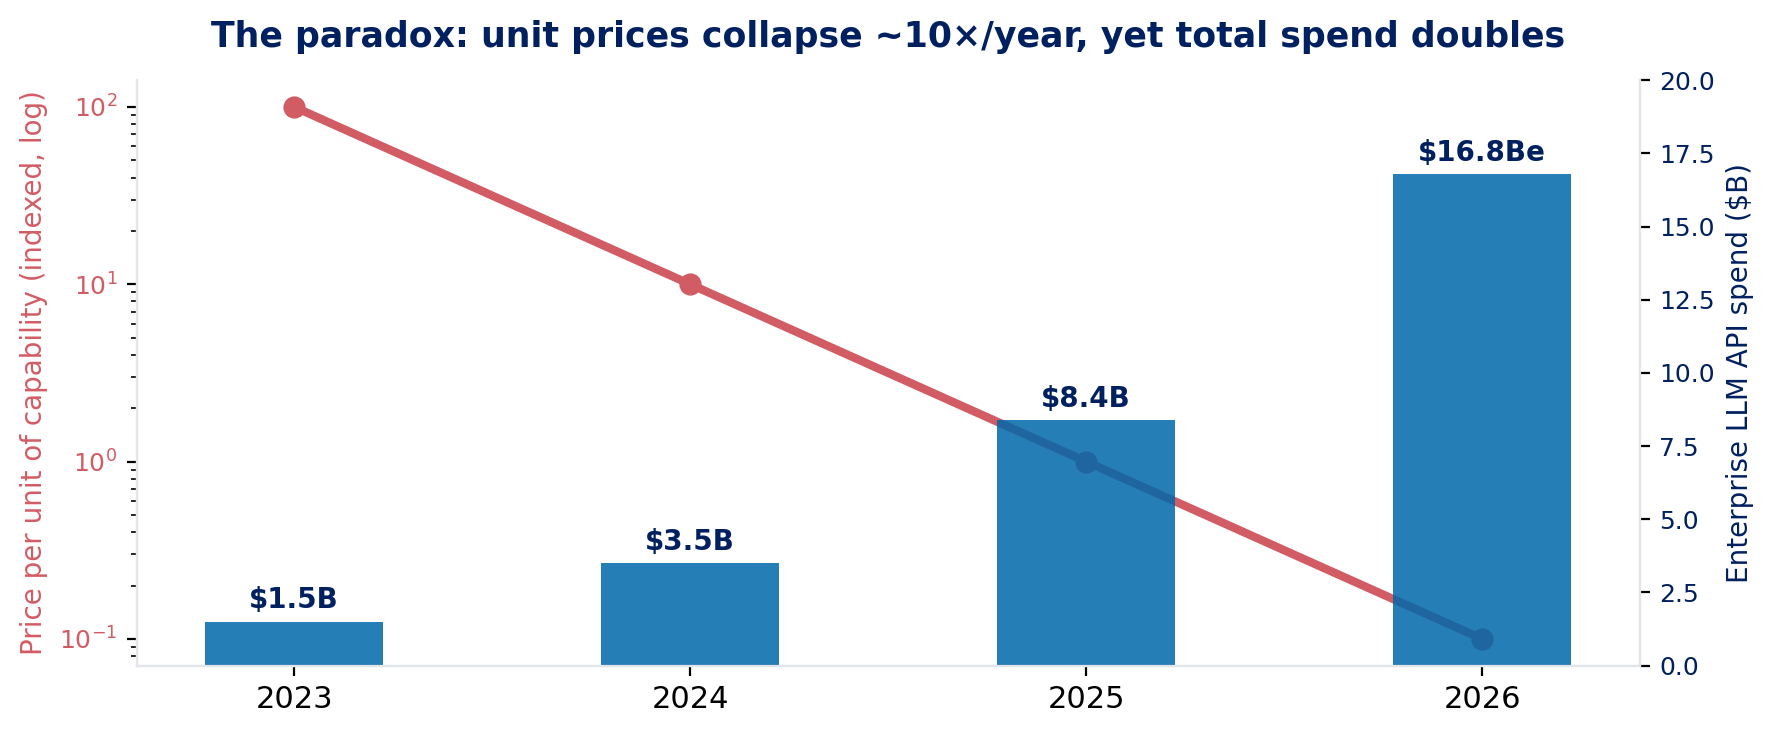 The paradox: unit prices collapse ~10×/year, yet total spend doubles
Price per unit of capability (indexed, log)
10²
10¹
10⁰
10⁻¹
$1.5B
$3.5B
$8.4B
$16.8Be
20.0
17.5
15.0
12.5
10.0
7.5
5.0
2.5
0.0
Enterprise LLM API spend ($B)
2023
2024
2025
2026